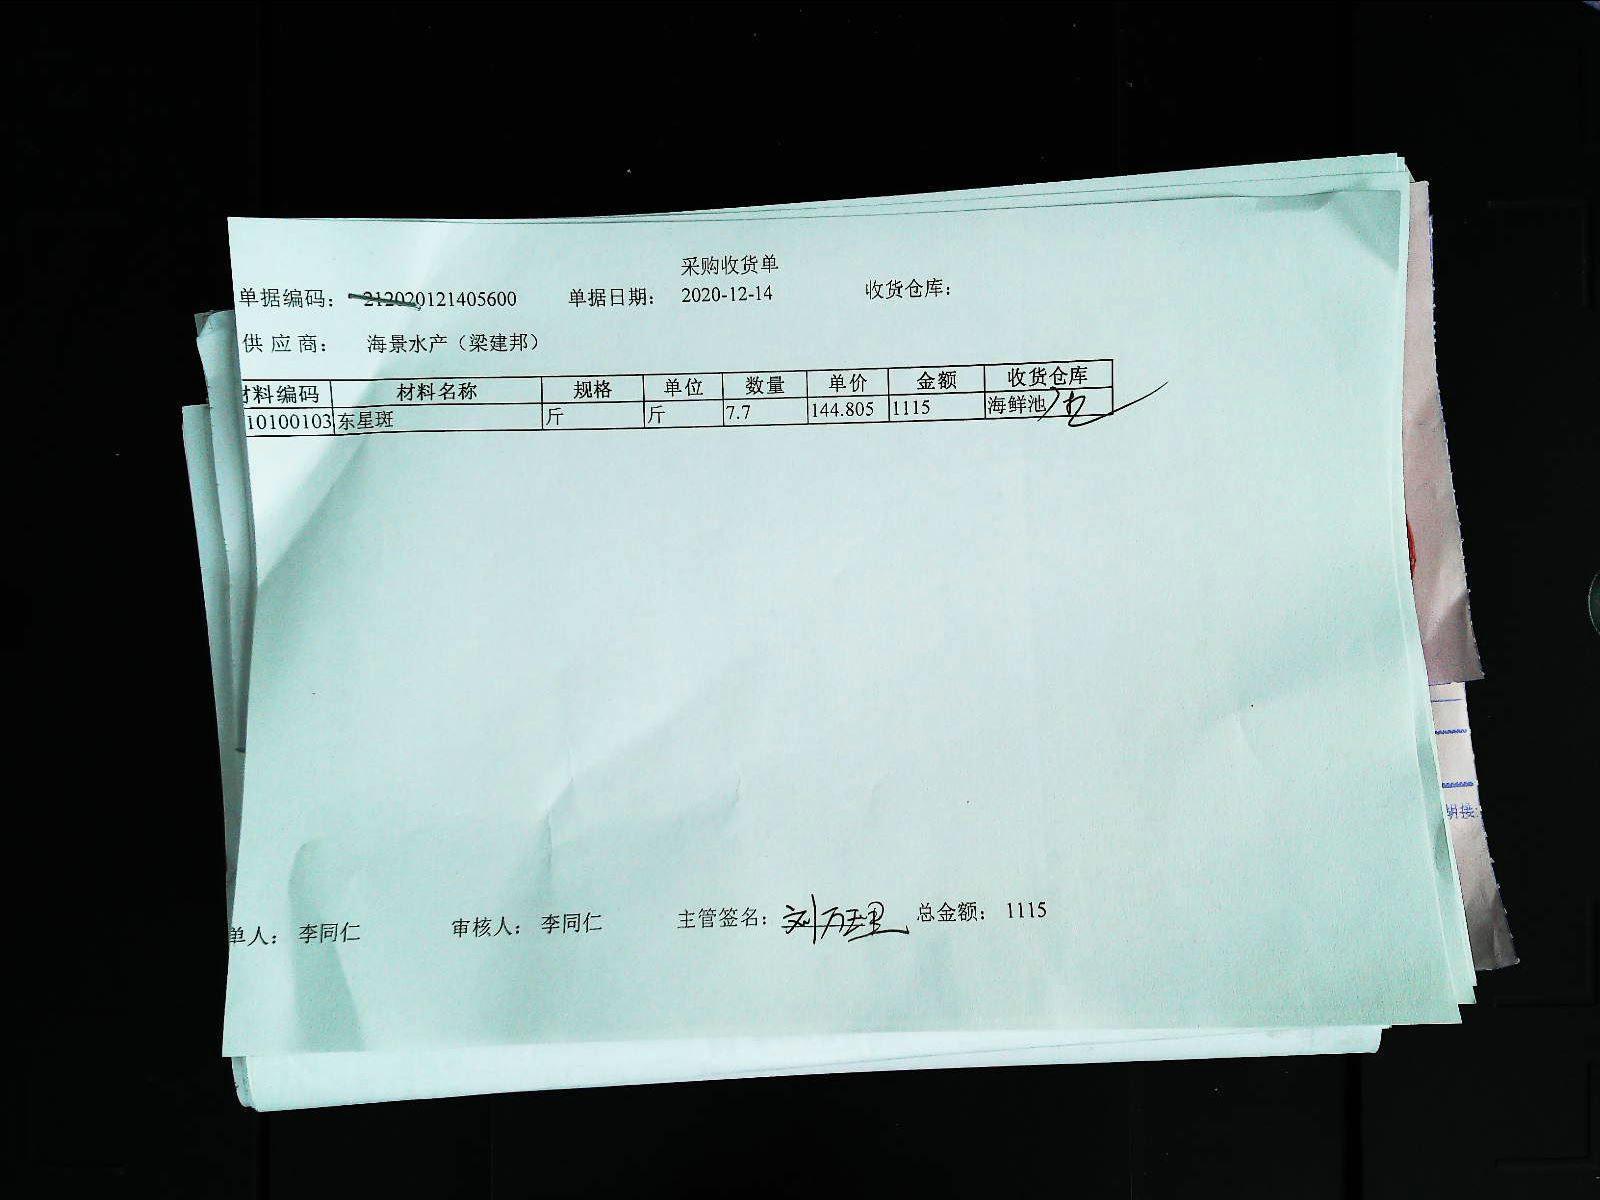 采购收货单
单据编码： 212020121405600 单据日期： 2020-12-14 收货仓库：
供 应 商： 海景水产（梁建邦）
材料编码 材料名称 规格 单位 数量 单价 金额 收货仓库
10100103 东星斑 斤 斤 7.7 144.805 1115 海鲜池
单人： 李同仁 审核人： 李同仁 主管签名： 总金额： 1115